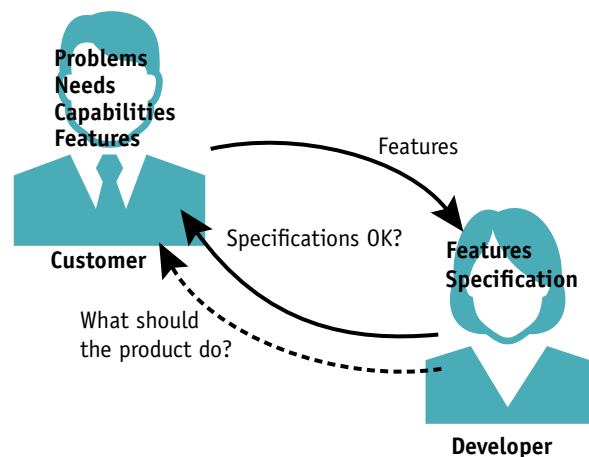 Problems
Needs
Capabilities
Features
Features
Specifications OK?
Customer
Features
Specification
What should
the product do?
Developer